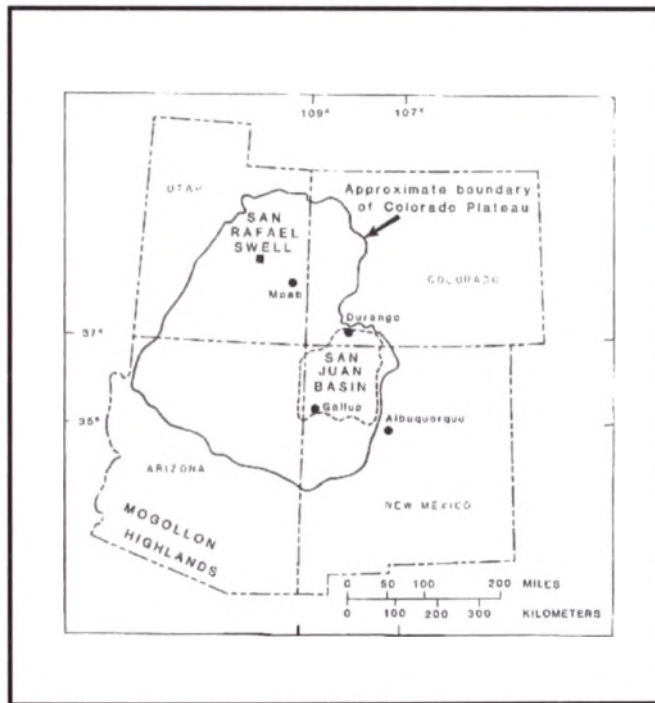 109° 107°
UTAH
Approximate boundary
of Colorado Plateau
SAN
RAFAEL
SWELL
Moab
COLORADO
Durango
37°
SAN
JUAN
BASIN
Gallup
35°
Albuquerque
ARIZONA
NEW MEXICO
MOGOLLON
HIGHLANDS
0 50 100 200 MILES
0 100 200 300 KILOMETERS